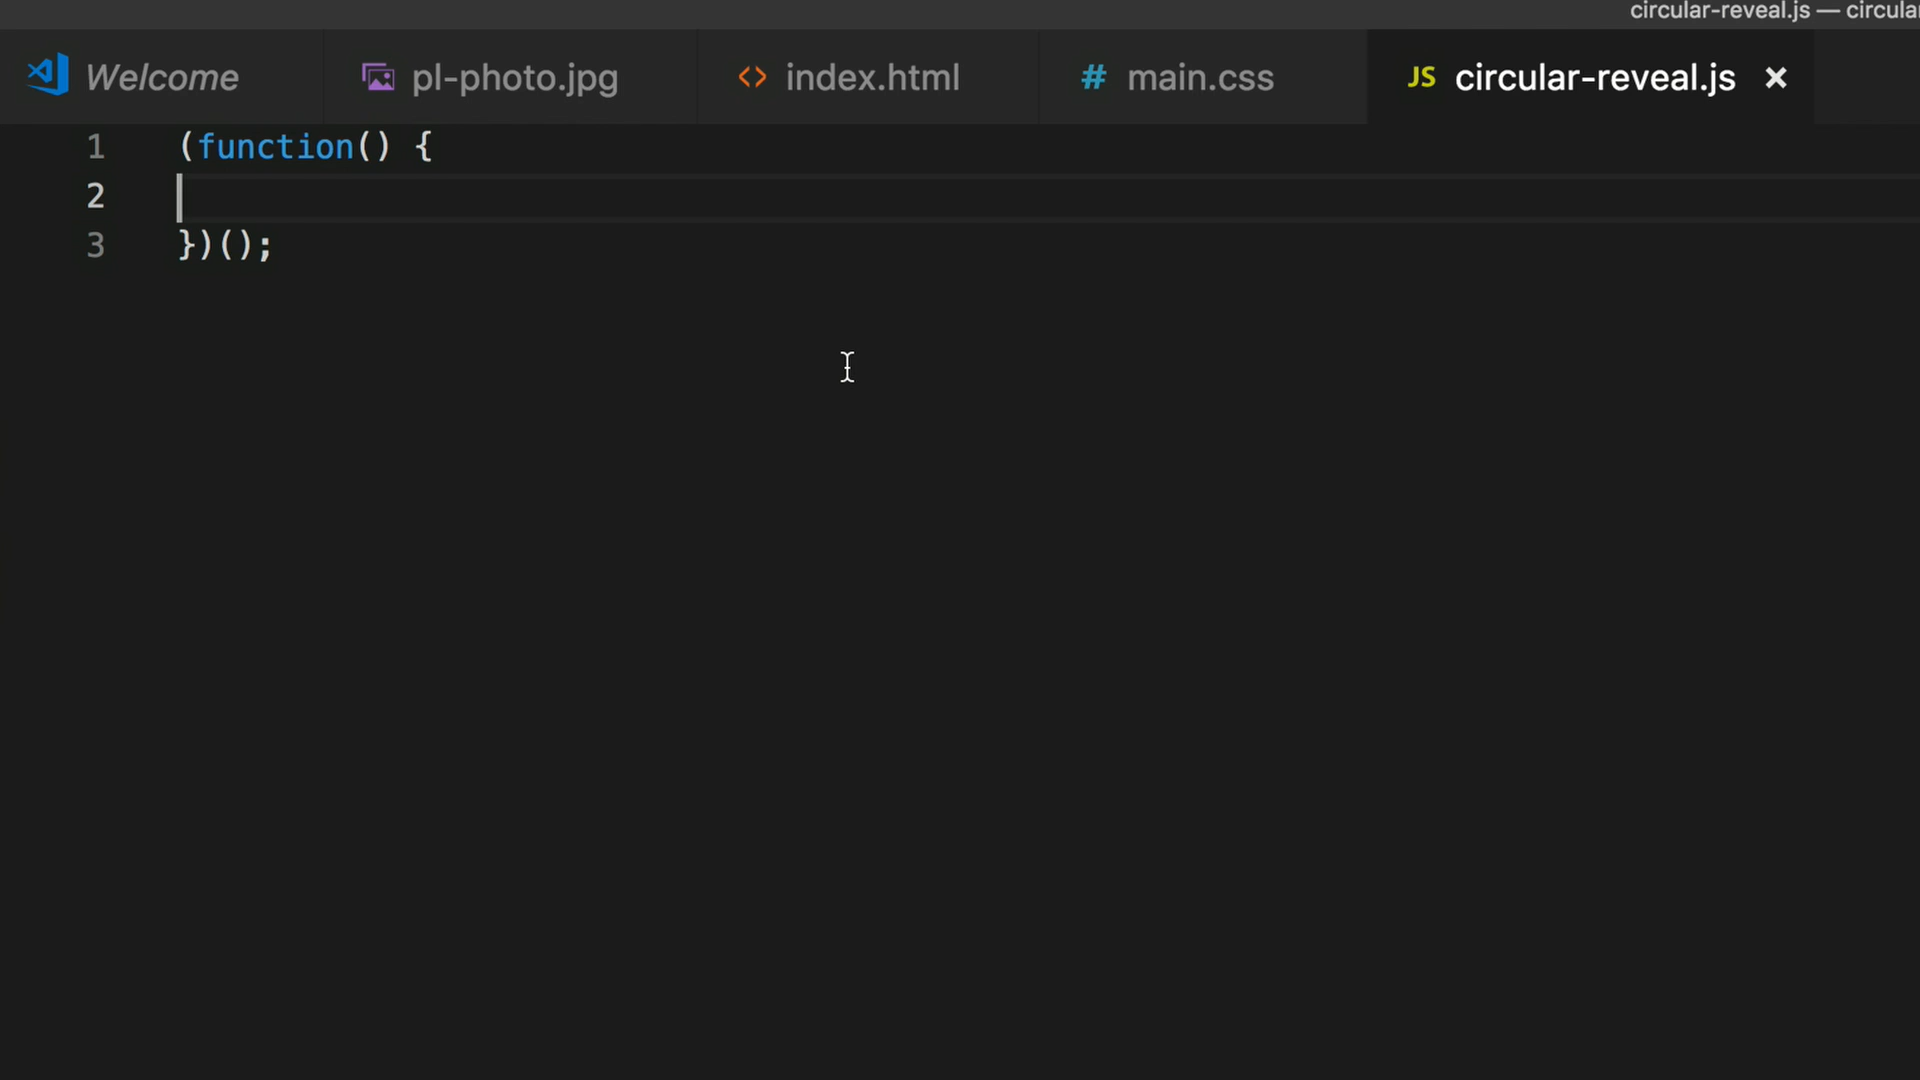 circular-reveal.js — circula
Welcome
pl-photo.jpg
<> index.html
# main.css
JS circular-reveal.js ×
1 (function() {
2
3 })();